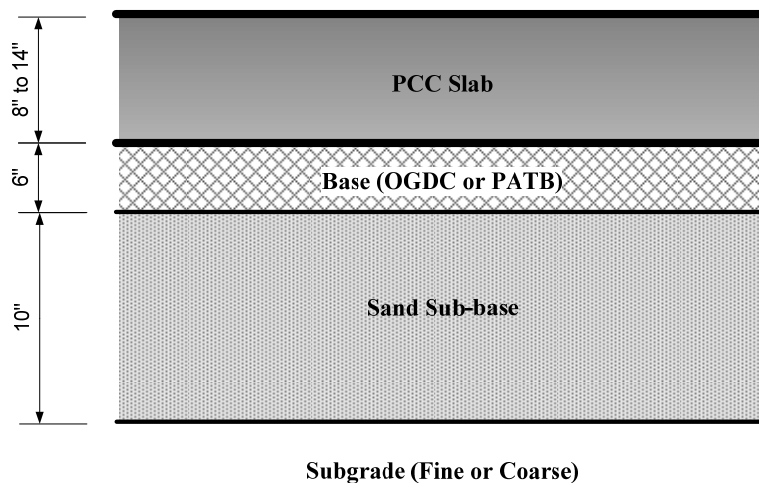 8" to 14"
PCC Slab
6"
Base (OGDC or PATB)
10"
Sand Sub-base
Subgrade (Fine or Coarse)